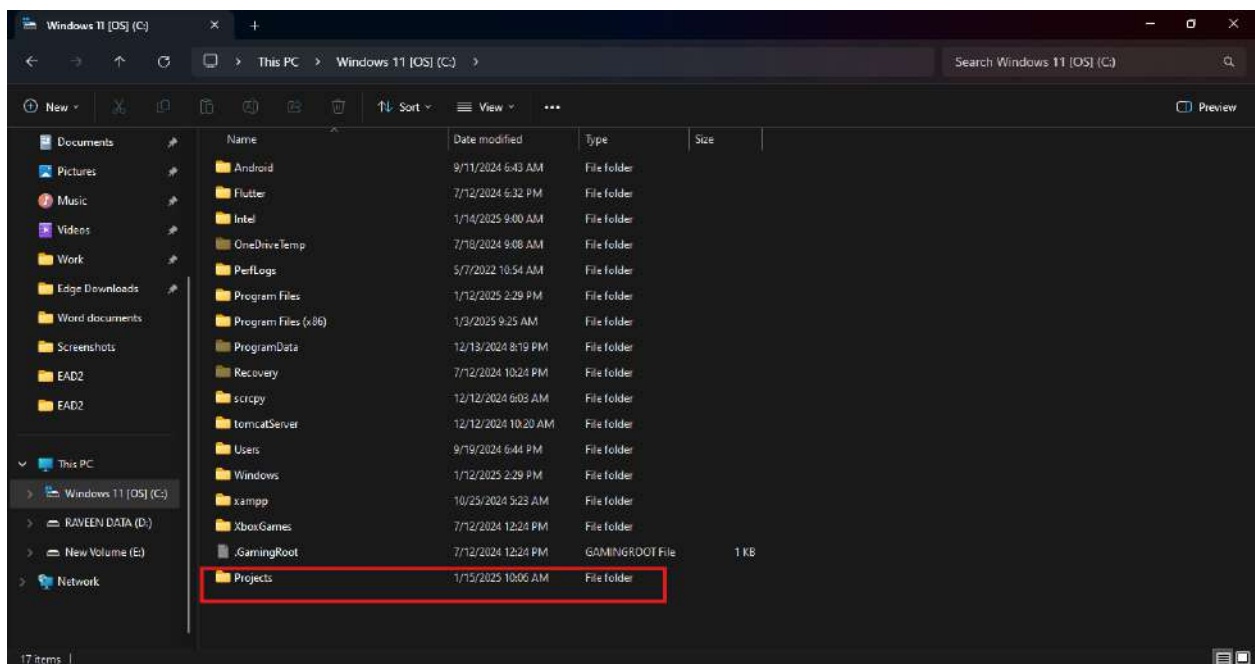 Windows 11 [OS] (C:)
This PC > Windows 11 [OS] (C:) >
Search Windows 11 [OS] (C:)
New
Sort
View
Preview
Documents
Pictures
Music
Videos
Work
Edge Downloads
Word documents
Screenshots
EAD2
EAD2
This PC
Windows 11 [OS] (C:)
RAVEEN DATA (D:)
New Volume (E:)
Network
Name Date modified Type Size
Android 9/11/2024 6:43 AM File folder
Flutter 7/12/2024 6:32 PM File folder
Intel 1/14/2025 9:00 AM File folder
OneDriveTemp 7/18/2024 9:08 AM File folder
PerfLogs 5/7/2022 10:54 AM File folder
Program Files 1/12/2025 2:29 PM File folder
Program Files (x86) 1/3/2025 9:25 AM File folder
ProgramData 12/13/2024 8:19 PM File folder
Recovery 7/12/2024 10:24 PM File folder
scrcpy 12/12/2024 6:03 AM File folder
tomcatServer 12/12/2024 10:20 AM File folder
Users 9/19/2024 6:44 PM File folder
Windows 1/12/2025 2:29 PM File folder
xampp 10/25/2024 5:23 AM File folder
XboxGames 7/12/2024 12:24 PM File folder
.GamingRoot 7/12/2024 12:24 PM GAMINGROOT File 1 KB
Projects 1/15/2025 10:06 AM File folder
17 items